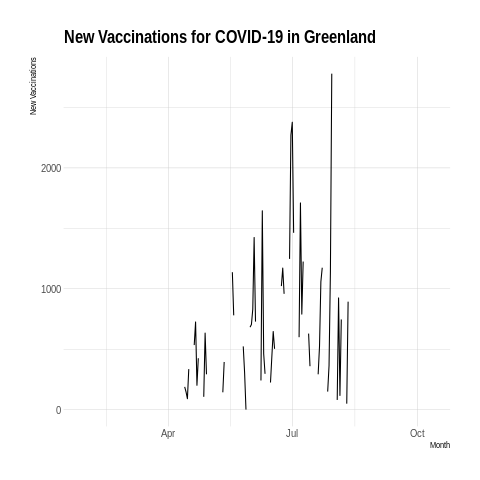 New Vaccinations for COVID-19 in Greenland
New Vaccinations
2000
1000
0
Apr
Jul
Oct
Month